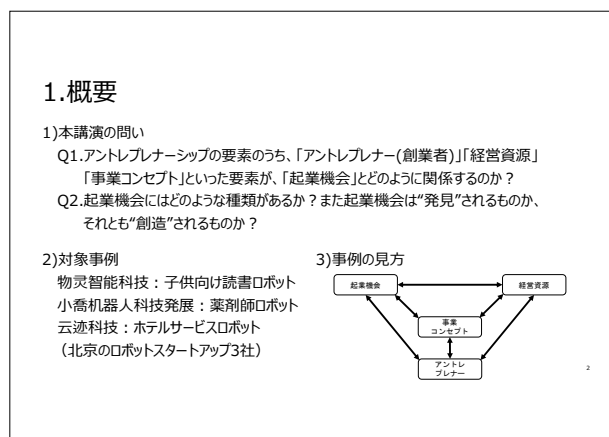 1.概要
1)本講演の問い
Q1.アントレプレナーシップの要素のうち、「アントレプレナー(創業者)」「経営資源」
「事業コンセプト」といった要素が、「起業機会」とどのように関係するのか？
Q2.起業機会にはどのような種類があるか？また起業機会は“発見”されるものか、
それとも“創造”されるものか？
2)対象事例
物灵智能科技：子供向け読書ロボット
小喬机器人科技発展：薬剤師ロボット
云迹科技：ホテルサービスロボット
（北京のロボットスタートアップ3社）
3)事例の見方
起業機会
経営資源
事業
コンセプト
アントレ
プレナー
2